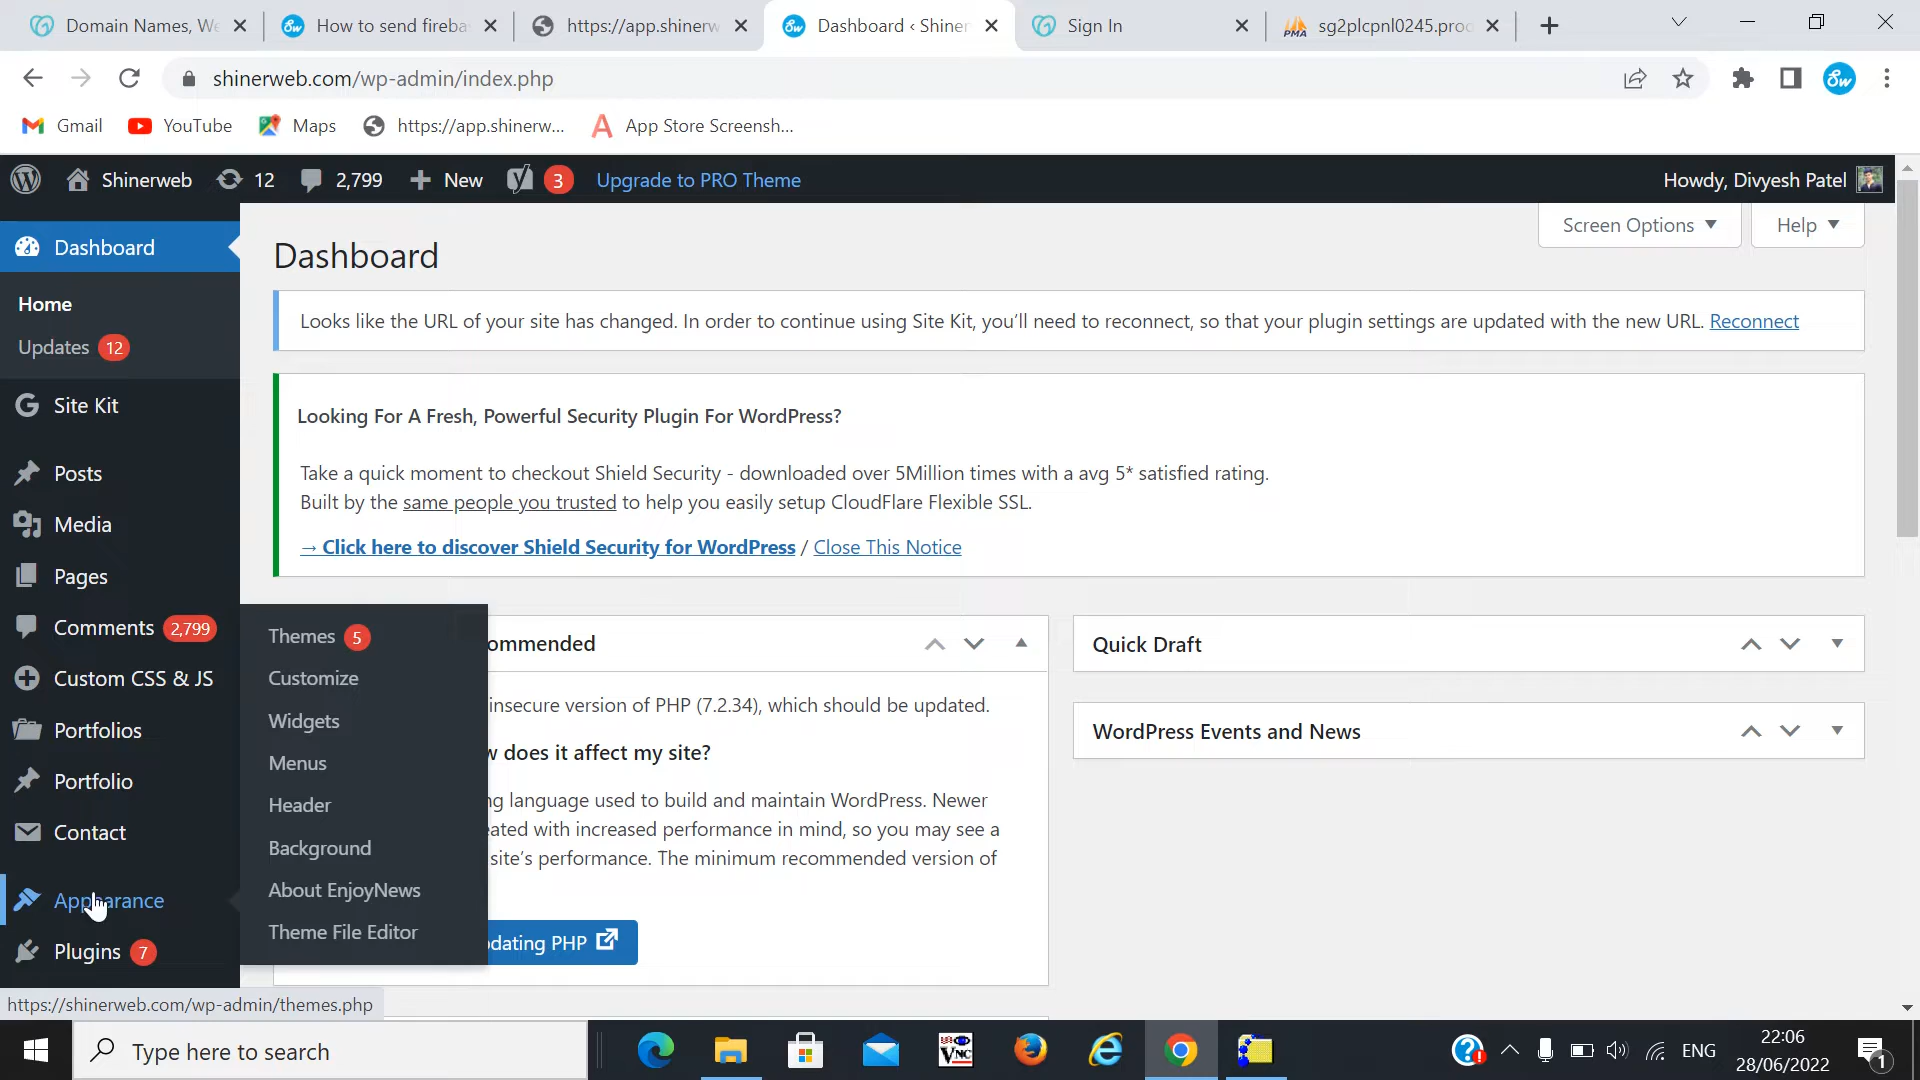 Domain Names, We
How to send fireba
https://app.shinerw
Dashboard ‹ Shiner
Sign In
PMA
sg2plcpnl0245.proc
shinerweb.com/wp-admin/index.php
Sw
Gmail
YouTube
Maps
https://app.shinerw...
App Store Screensh...
Shinerweb
12
2,799
New
3
Upgrade to PRO Theme
Howdy, Divyesh Patel
Screen Options
Help
Dashboard
Home
Updates 12
Site Kit
Posts
Media
Pages
Comments 2,799
Custom CSS & JS
Portfolios
Portfolio
Contact
Appearance
Plugins 7
Themes 5
Customize
Widgets
Menus
Header
Background
About EnjoyNews
Theme File Editor
Dashboard
Looks like the URL of your site has changed. In order to continue using Site Kit, you'll need to reconnect, so that your plugin settings are updated with the new URL. Reconnect
Looking For A Fresh, Powerful Security Plugin For WordPress?
Take a quick moment to checkout Shield Security - downloaded over 5Million times with a avg 5* satisfied rating.
Built by the same people you trusted to help you easily setup CloudFlare Flexible SSL.
→ Click here to discover Shield Security for WordPress / Close This Notice
ommended
insecure version of PHP (7.2.34), which should be updated.
w does it affect my site?
ng language used to build and maintain WordPress. Newer
eated with increased performance in mind, so you may see a
site's performance. The minimum recommended version of
pdating PHP
Quick Draft
WordPress Events and News
https://shinerweb.com/wp-admin/themes.php
Type here to search
VNC
ENG
22:06
28/06/2022
1